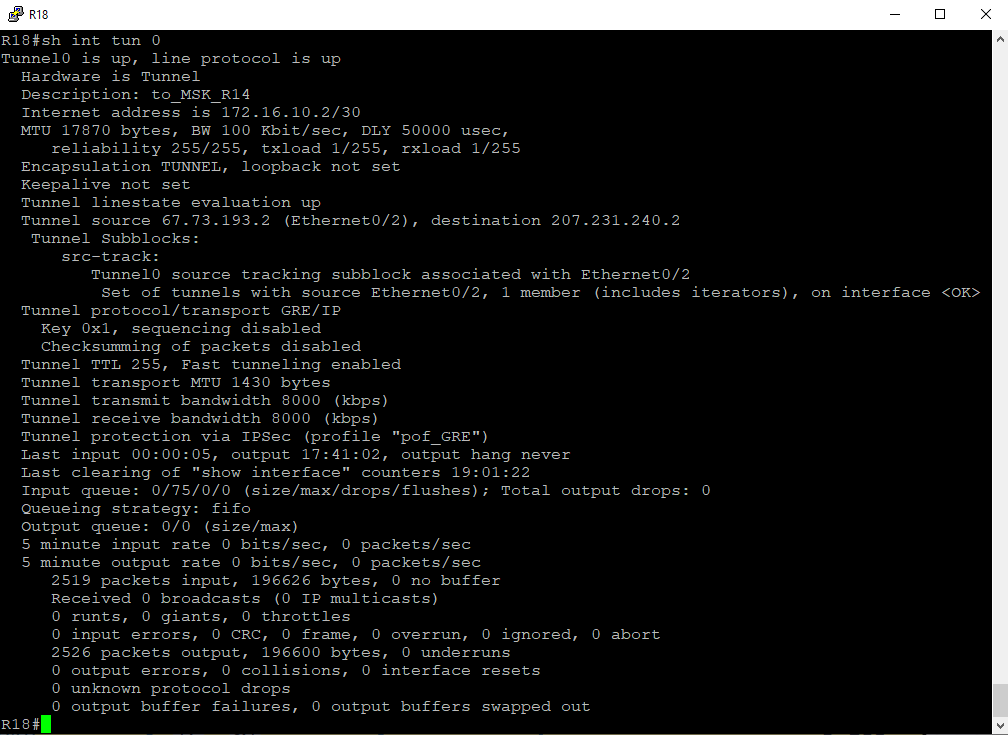 R18
R18#sh int tun 0
Tunnel0 is up, line protocol is up
  Hardware is Tunnel
  Description: to_MSK_R14
  Internet address is 172.16.10.2/30
  MTU 17870 bytes, BW 100 Kbit/sec, DLY 50000 usec,
     reliability 255/255, txload 1/255, rxload 1/255
  Encapsulation TUNNEL, loopback not set
  Keepalive not set
  Tunnel linestate evaluation up
  Tunnel source 67.73.193.2 (Ethernet0/2), destination 207.231.240.2
   Tunnel Subblocks:
      src-track:
         Tunnel0 source tracking subblock associated with Ethernet0/2
          Set of tunnels with source Ethernet0/2, 1 member (includes iterators), on interface <OK>
  Tunnel protocol/transport GRE/IP
    Key 0x1, sequencing disabled
    Checksumming of packets disabled
  Tunnel TTL 255, Fast tunneling enabled
  Tunnel transport MTU 1430 bytes
  Tunnel transmit bandwidth 8000 (kbps)
  Tunnel receive bandwidth 8000 (kbps)
  Tunnel protection via IPSec (profile "pof_GRE")
  Last input 00:00:05, output 17:41:02, output hang never
  Last clearing of "show interface" counters 19:01:22
  Input queue: 0/75/0/0 (size/max/drops/flushes); Total output drops: 0
  Queueing strategy: fifo
  Output queue: 0/0 (size/max)
  5 minute input rate 0 bits/sec, 0 packets/sec
  5 minute output rate 0 bits/sec, 0 packets/sec
     2519 packets input, 196626 bytes, 0 no buffer
     Received 0 broadcasts (0 IP multicasts)
     0 runts, 0 giants, 0 throttles
     0 input errors, 0 CRC, 0 frame, 0 overrun, 0 ignored, 0 abort
     2526 packets output, 196600 bytes, 0 underruns
     0 output errors, 0 collisions, 0 interface resets
     0 unknown protocol drops
     0 output buffer failures, 0 output buffers swapped out
R18#